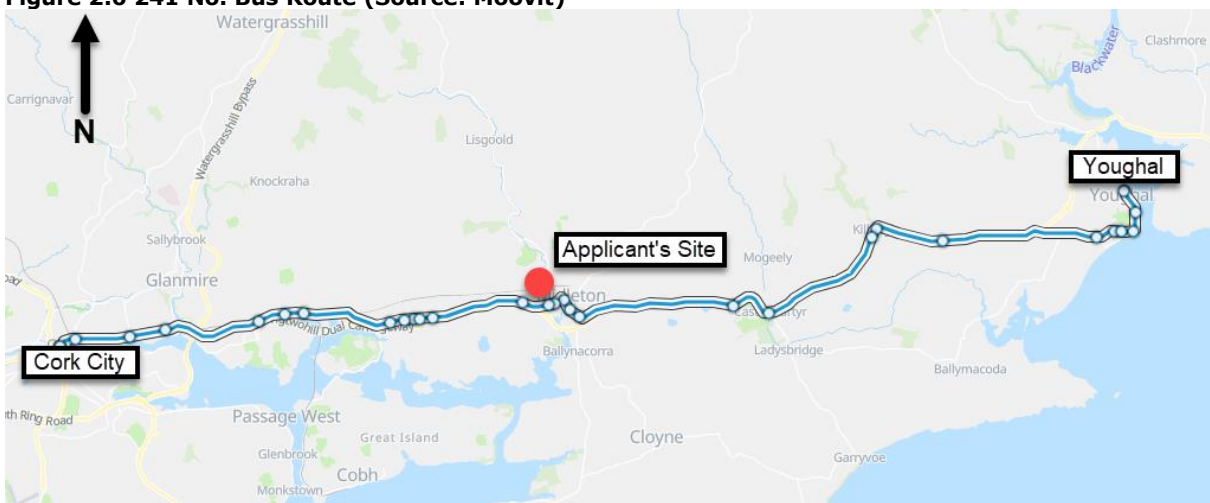 Figure 2.6 241 No. Bus Route (Source: Moovit)
Watergrasshill
Clashmore
Blackwater
Carrignavar
N
Watergrasshill Bypass
Lisgoold
Knockraha
Youghal
Youghal
Sallybrook
Applicant's Site
Mogeely
Glanmire
Cork City
Ballynacorra
Ladysbridge
Ballymacoda
Ring Road
Passage West
Great Island
Cloyne
Glenbrook
Cobh
Garryvoe
Monkstown